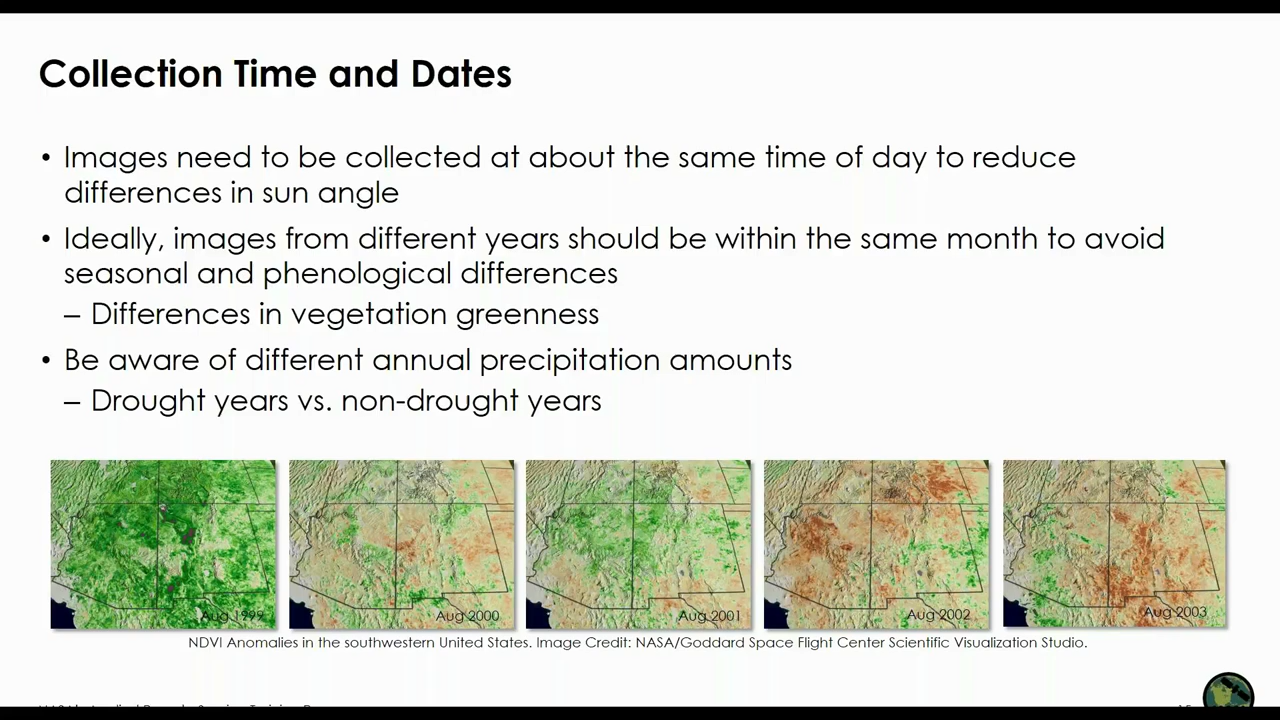 Collection Time and Dates
• Images need to be collected at about the same time of day to reduce
differences in sun angle
• Ideally, images from different years should be within the same month to avoid
seasonal and phenological differences
– Differences in vegetation greenness
• Be aware of different annual precipitation amounts
– Drought years vs. non-drought years
Aug 1999
Aug 2000
Aug 2001
Aug 2002
Aug 2003
NDVI Anomalies in the southwestern United States. Image Credit: NASA/Goddard Space Flight Center Scientific Visualization Studio.